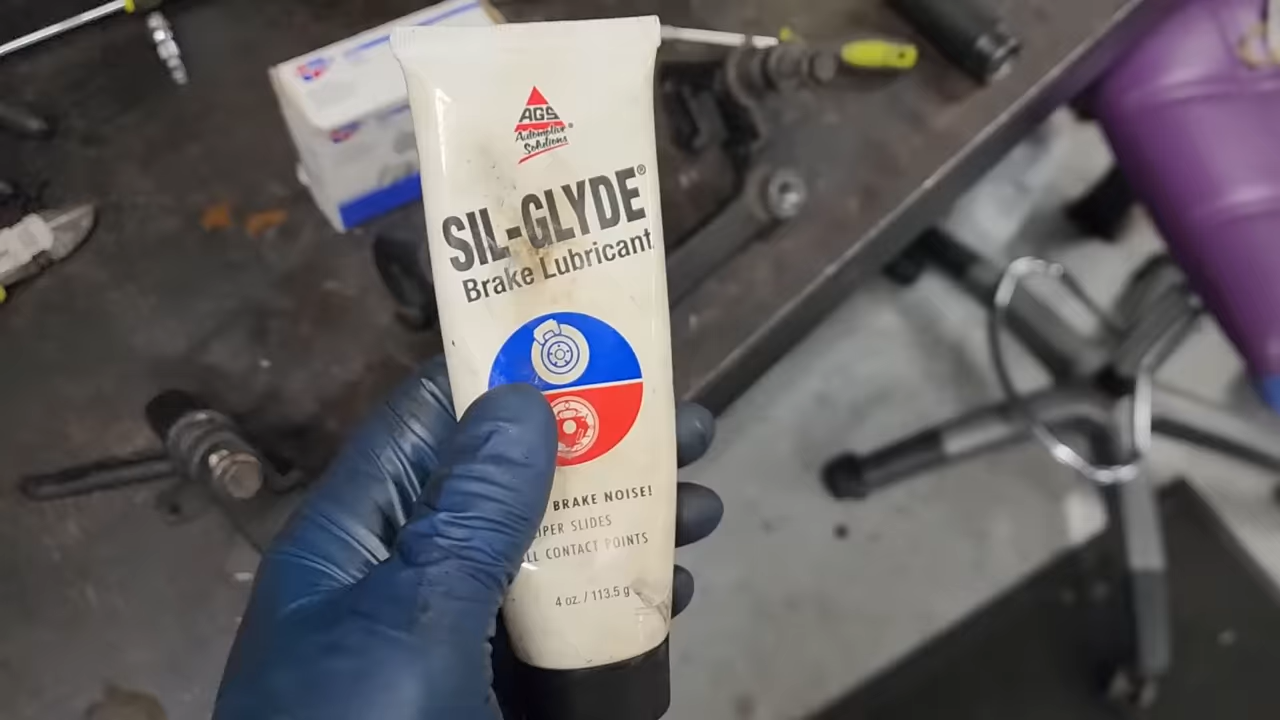 AGS
Automotive
Solutions
SIL-GLYDE®
Brake Lubricant
BRAKE NOISE!
SLIDES
CONTACT POINTS
4 oz. / 113.5 g